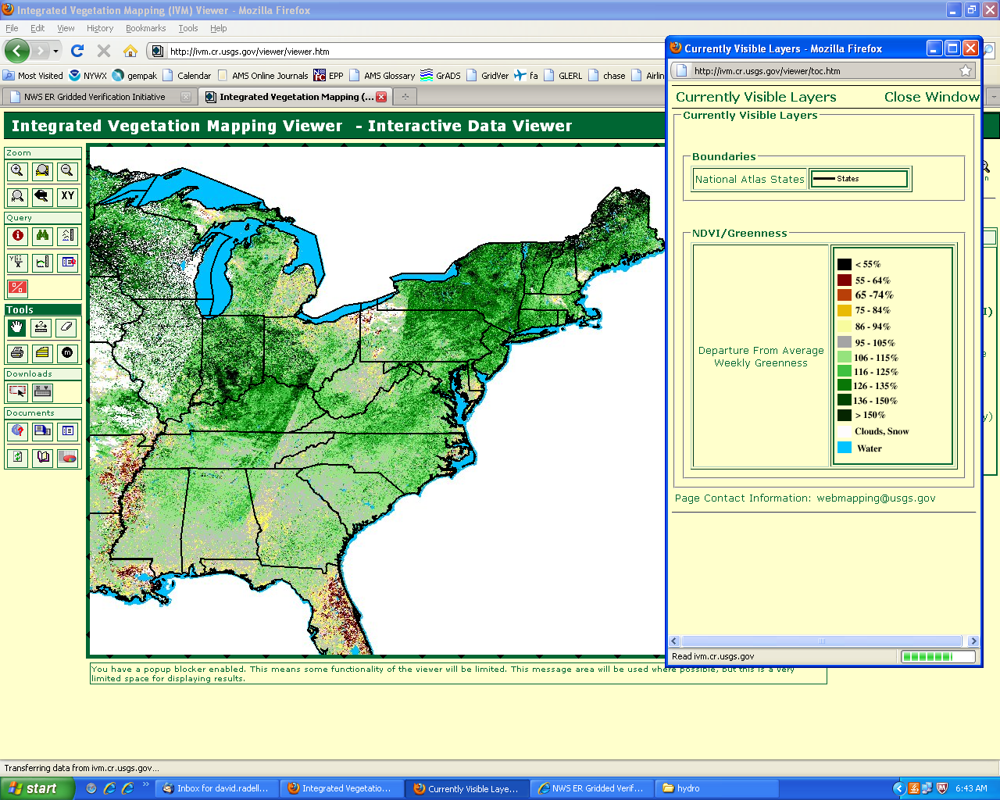 Integrated Vegetation Mapping (IVM) Viewer - Mozilla Firefox
File Edit View History Bookmarks Tools Help
http://ivm.cr.usgs.gov/viewer/viewer.htm
Most Visited NYWX gempak Calendar AMS Online Journals EPP AMS Glossary GrADS GridVer fa GLERL chase Airlin
NWS ER Gridded Verification Initiative
Integrated Vegetation Mapping (...
Integrated Vegetation Mapping Viewer - Interactive Data Viewer
Zoom
XY
Query
Tools
m
Downloads
Documents
You have a popup blocker enabled. This means some functionality of the viewer will be limited. This message area will be used where possible, but this is a very
limited space for displaying results.
Currently Visible Layers - Mozilla Firefox
http://ivm.cr.usgs.gov/viewer/toc.htm
Currently Visible Layers Close Window
Currently Visible Layers
Boundaries
National Atlas States
States
NDVI/Greenness
Departure From Average
Weekly Greenness
< 55%
55 - 64%
65 -74%
75 - 84%
86 - 94%
95 - 105%
106 - 115%
116 - 125%
126 - 135%
136 - 150%
> 150%
Clouds, Snow
Water
Page Contact Information: webmapping@usgs.gov
Read ivm.cr.usgs.gov
Transferring data from ivm.cr.usgs.gov...
start
Inbox for david.radell...
Integrated Vegetatio...
Currently Visible Laye...
NWS ER Gridded Verif...
hydro
6:43 AM